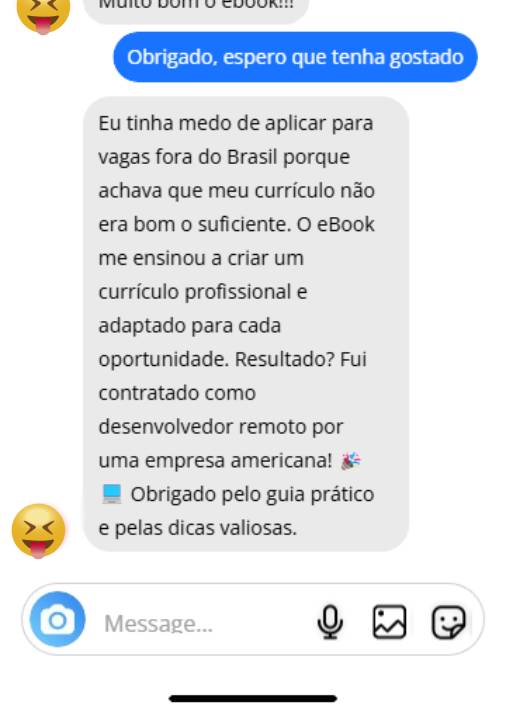 Muito bom o ebook!!!
Obrigado, espero que tenha gostado
Eu tinha medo de aplicar para
vagas fora do Brasil porque
achava que meu currículo não
era bom o suficiente. O eBook
me ensinou a criar um
currículo profissional e
adaptado para cada
oportunidade. Resultado? Fui
contratado como
desenvolvedor remoto por
uma empresa americana! 🎉
💻 Obrigado pelo guia prático
e pelas dicas valiosas.
Message...